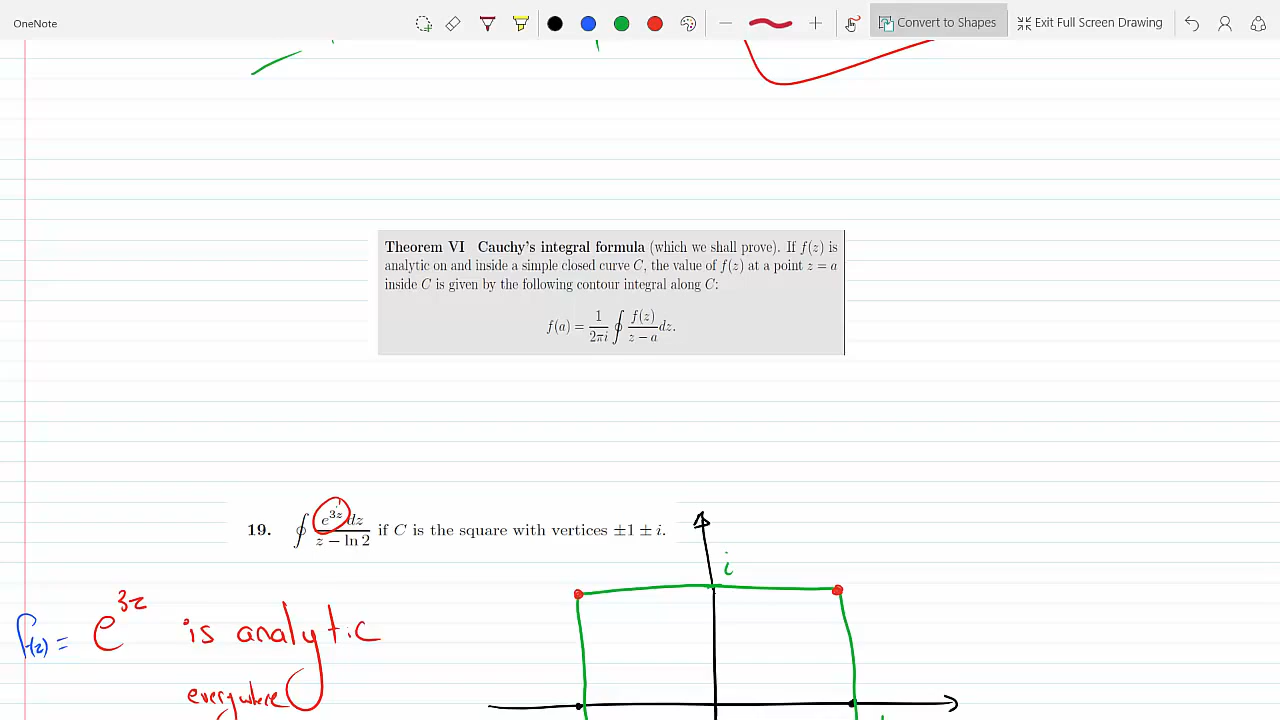 OneNote
Convert to Shapes
Exit Full Screen Drawing
Theorem VI Cauchy's integral formula (which we shall prove). If f(z) is
analytic on and inside a simple closed curve C, the value of f(z) at a point z = a
inside C is given by the following contour integral along C:
f(a) = 1/2πi ∮ f(z)/z − a dz.
19. ∮ e^{3z} dz/z − ln 2 if C is the square with vertices ±1 ± i.
i
f(z) = e^{3z} is analytic
everywhere